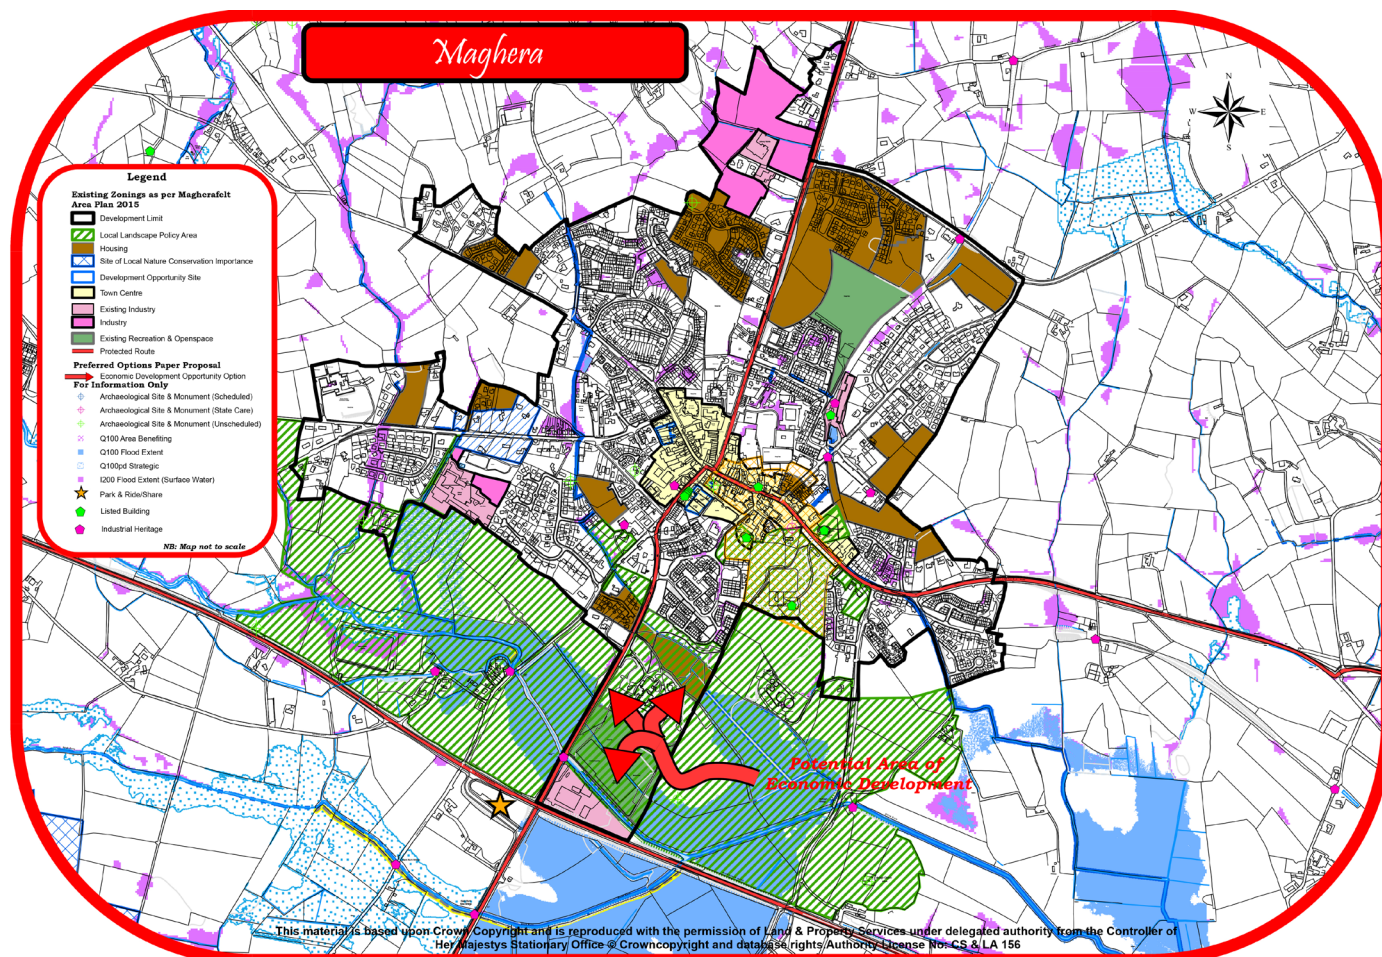 Maghera
N
W
E
S
Legend
Existing Zonings as per Magherafelt
Area Plan 2015
Development Limit
Local Landscape Policy Area
Housing
Site of Local Nature Conservation Importance
Development Opportunity Site
Town Centre
Existing Industry
Industry
Existing Recreation & Openspace
Protected Route
Preferred Options Paper Proposal
Economic Development Opportunity Option
For Information Only
Archaeological Site & Monument (Scheduled)
Archaeological Site & Monument (State Care)
Archaeological Site & Monument (Unscheduled)
Q100 Area Benefiting
Q100 Flood Extent
Q100pd Strategic
I200 Flood Extent (Surface Water)
Park & Ride/Share
Listed Building
Industrial Heritage
NB: Map not to scale
Potential Area of
Economic Development
This material is based upon Crown Copyright and is reproduced with the permission of Land & Property Services under delegated authority from the Controller of
Her Majestys Stationary Office © Crowncopyright and database rights Authority License No. CS & LA 156